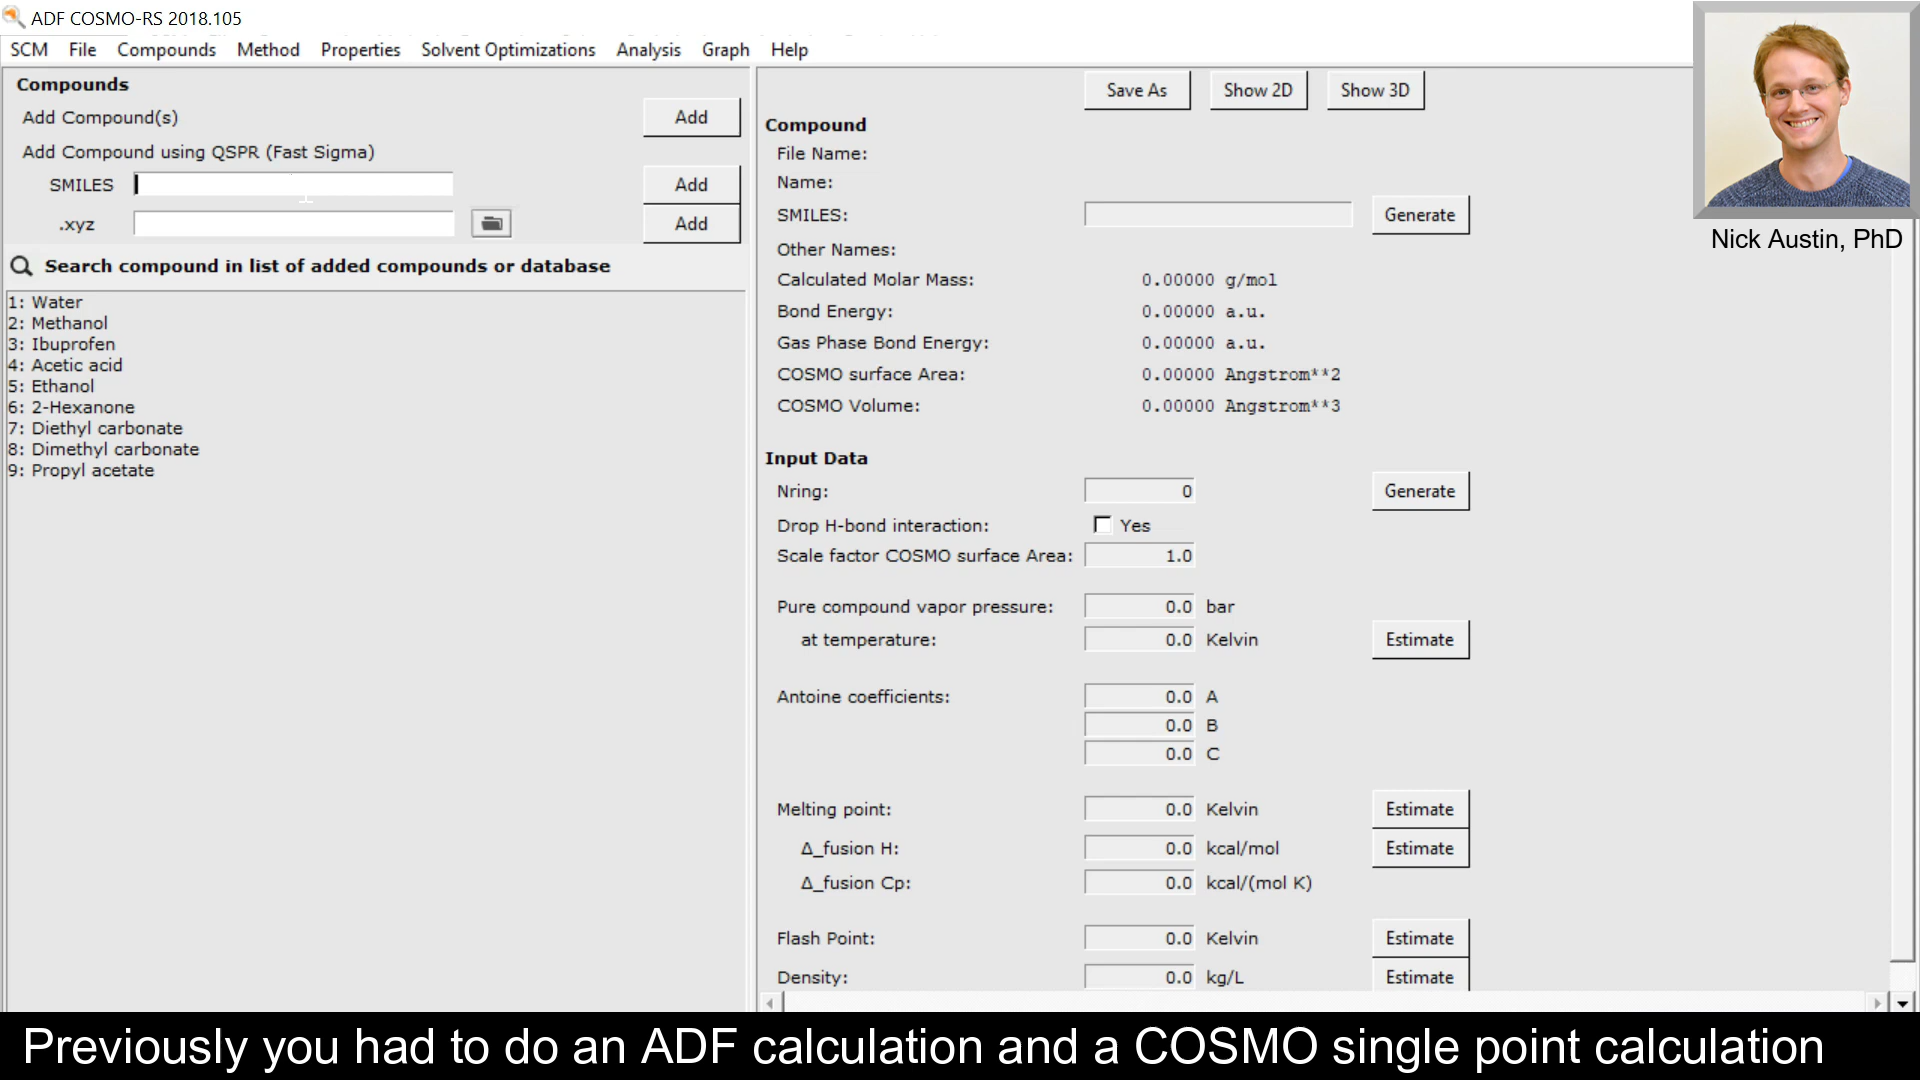 ADF COSMO-RS 2018.105
SCM File Compounds Method Properties Solvent Optimizations Analysis Graph Help
Compounds
Add Compound(s) Add
Add Compound using QSPR (Fast Sigma)
SMILES Add
.xyz Add
Search compound in list of added compounds or database
1: Water
2: Methanol
3: Ibuprofen
4: Acetic acid
5: Ethanol
6: 2-Hexanone
7: Diethyl carbonate
8: Dimethyl carbonate
9: Propyl acetate
Save As Show 2D Show 3D
Compound
File Name:
Name:
SMILES: Generate
Other Names:
Calculated Molar Mass: 0.00000 g/mol
Bond Energy: 0.00000 a.u.
Gas Phase Bond Energy: 0.00000 a.u.
COSMO surface Area: 0.00000 Angstrom**2
COSMO Volume: 0.00000 Angstrom**3
Input Data
Nring: 0 Generate
Drop H-bond interaction: Yes
Scale factor COSMO surface Area: 1.0
Pure compound vapor pressure: 0.0 bar
at temperature: 0.0 Kelvin Estimate
Antoine coefficients: 0.0 A
0.0 B
0.0 C
Melting point: 0.0 Kelvin Estimate
Δ_fusion H: 0.0 kcal/mol Estimate
Δ_fusion Cp: 0.0 kcal/(mol K)
Flash Point: 0.0 Kelvin Estimate
Density: 0.0 kg/L Estimate
Nick Austin, PhD
Previously you had to do an ADF calculation and a COSMO single point calculation